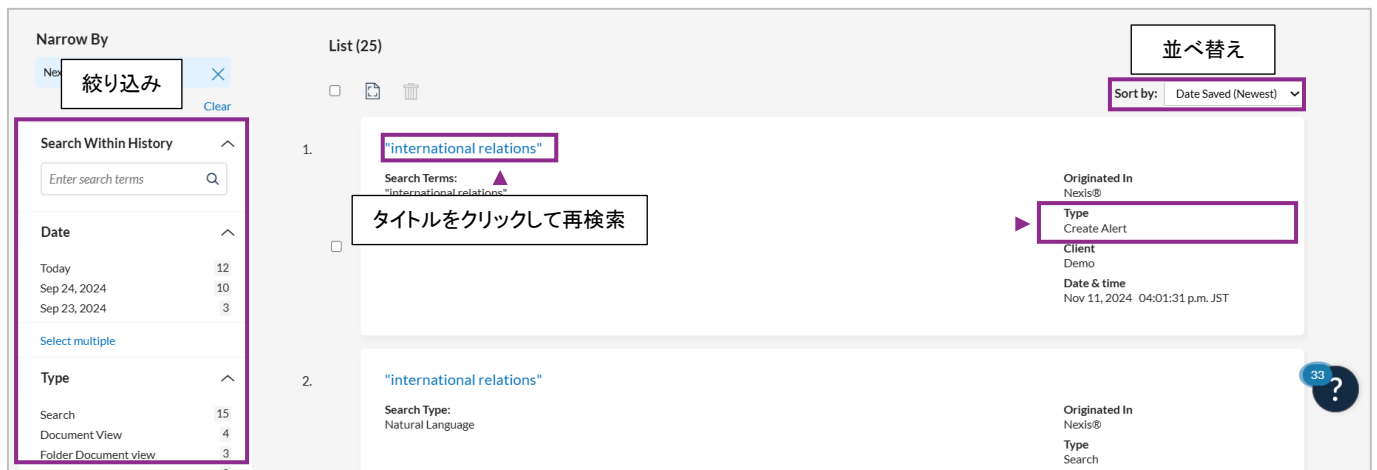 Narrow By
絞り込み
Clear
Search Within History
Enter search terms
Date
Today 12
Sep 24, 2024 10
Sep 23, 2024 3
Select multiple
Type
Search 15
Document View 4
Folder Document view 3
List (25)
並べ替え
Sort by: Date Saved (Newest)
1.
"international relations"
Search Terms:
"international relations"
タイトルをクリックして再検索
Originated In
Nexis®
Type
Create Alert
Client
Demo
Date & time
Nov 11, 2024 04:01:31 p.m. JST
2.
"international relations"
Search Type:
Natural Language
Originated In
Nexis®
Type
Search
33
?